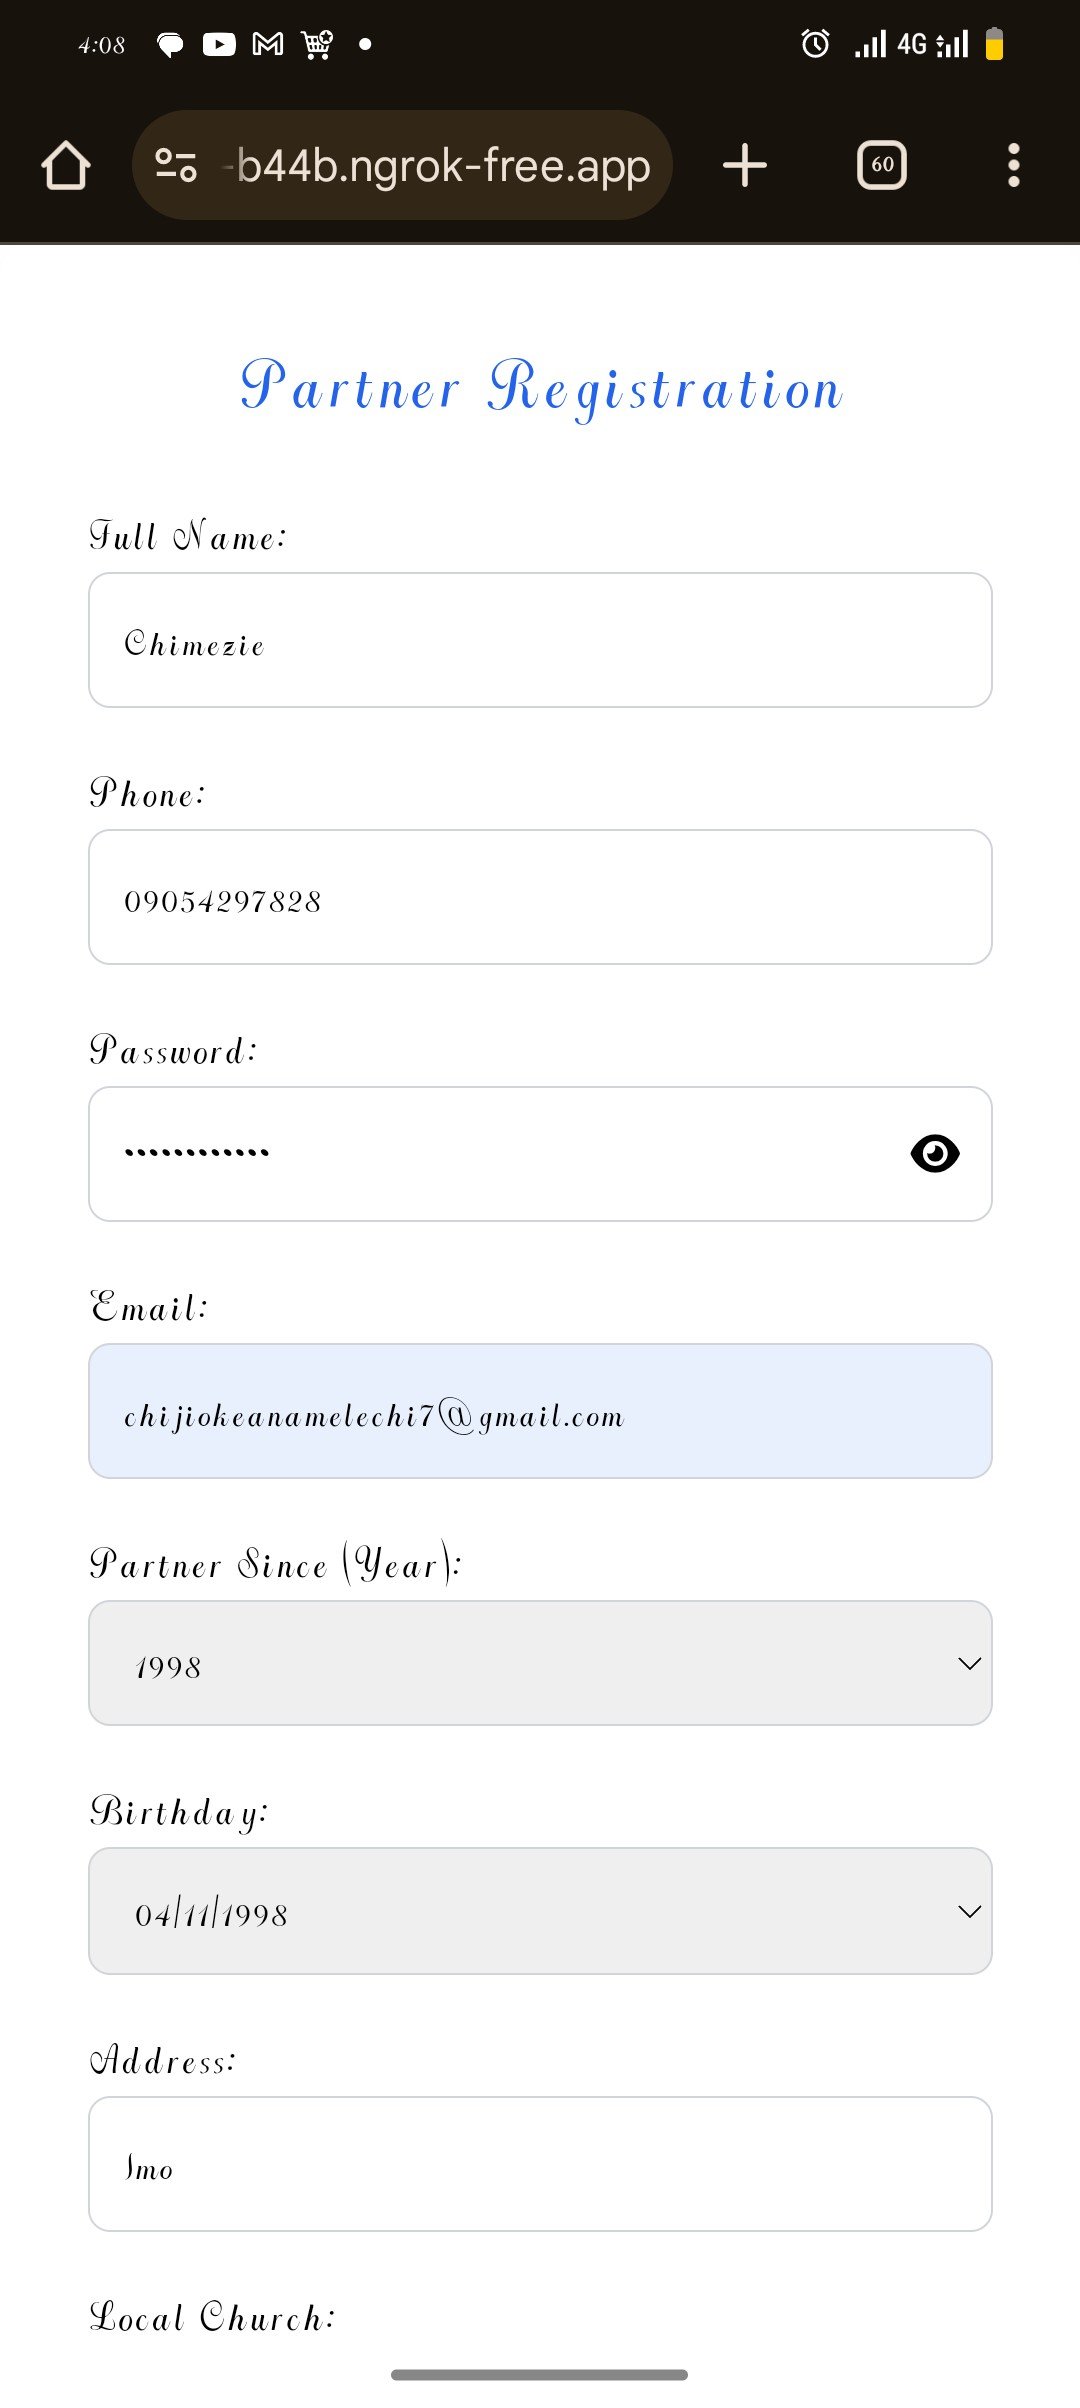 4:08
4G
-b44b.ngrok-free.app
60
Partner Registration
Full Name:
Chimezie
Phone:
09054297828
Password:
••••••••••••
Email:
chijiokeanamelechi7@gmail.com
Partner Since (Year):
1998
Birthday:
04/11/1998
Address:
Imo
Local Church: